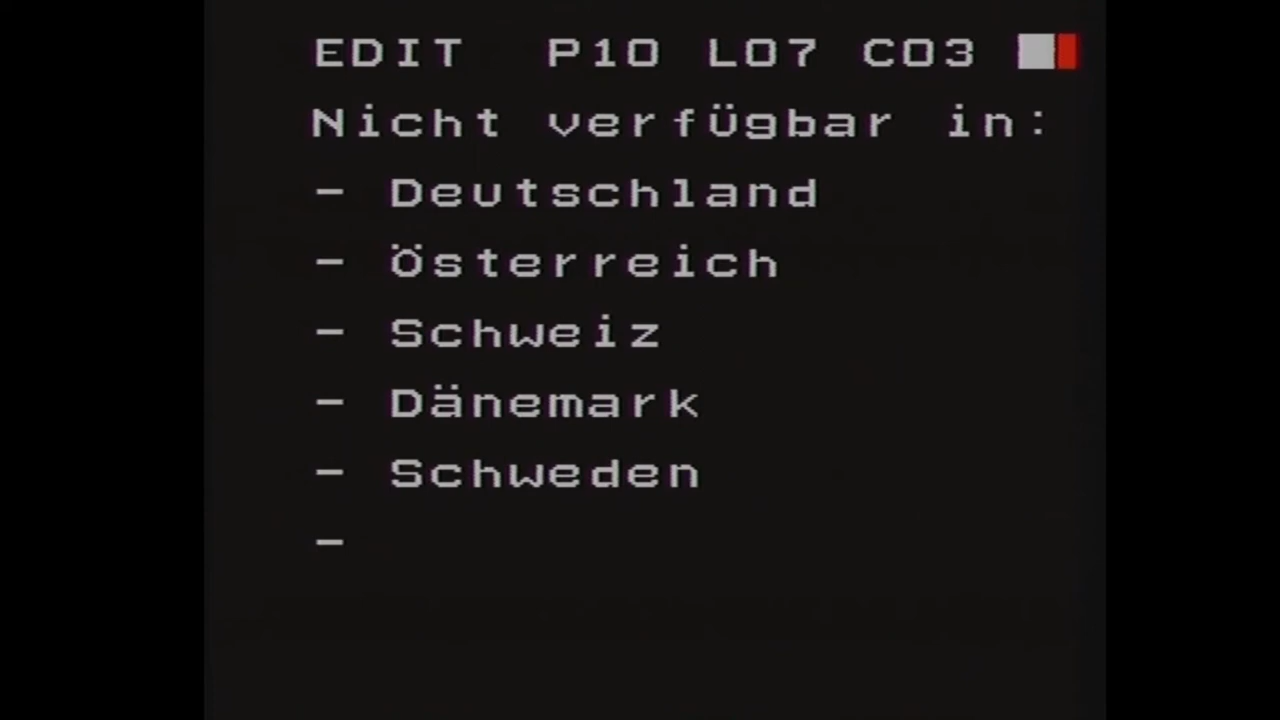 EDIT P10 L07 C03
Nicht verfügbar in:
- Deutschland
- Österreich
- Schweiz
- Dänemark
- Schweden
-